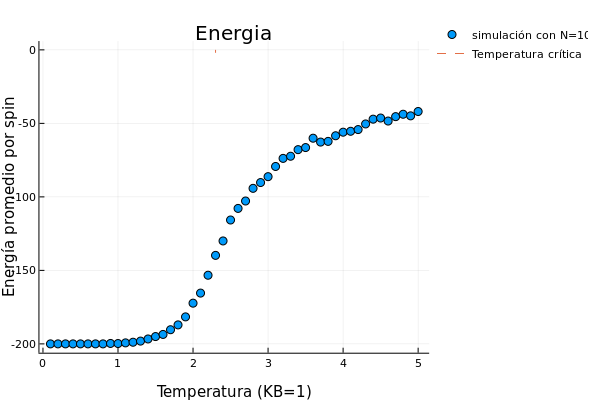 Energia
simulación con N=10
Temperatura crítica
Energía promedio por spin
0
-50
-100
-150
-200
0 1 2 3 4 5
Temperatura (KB=1)